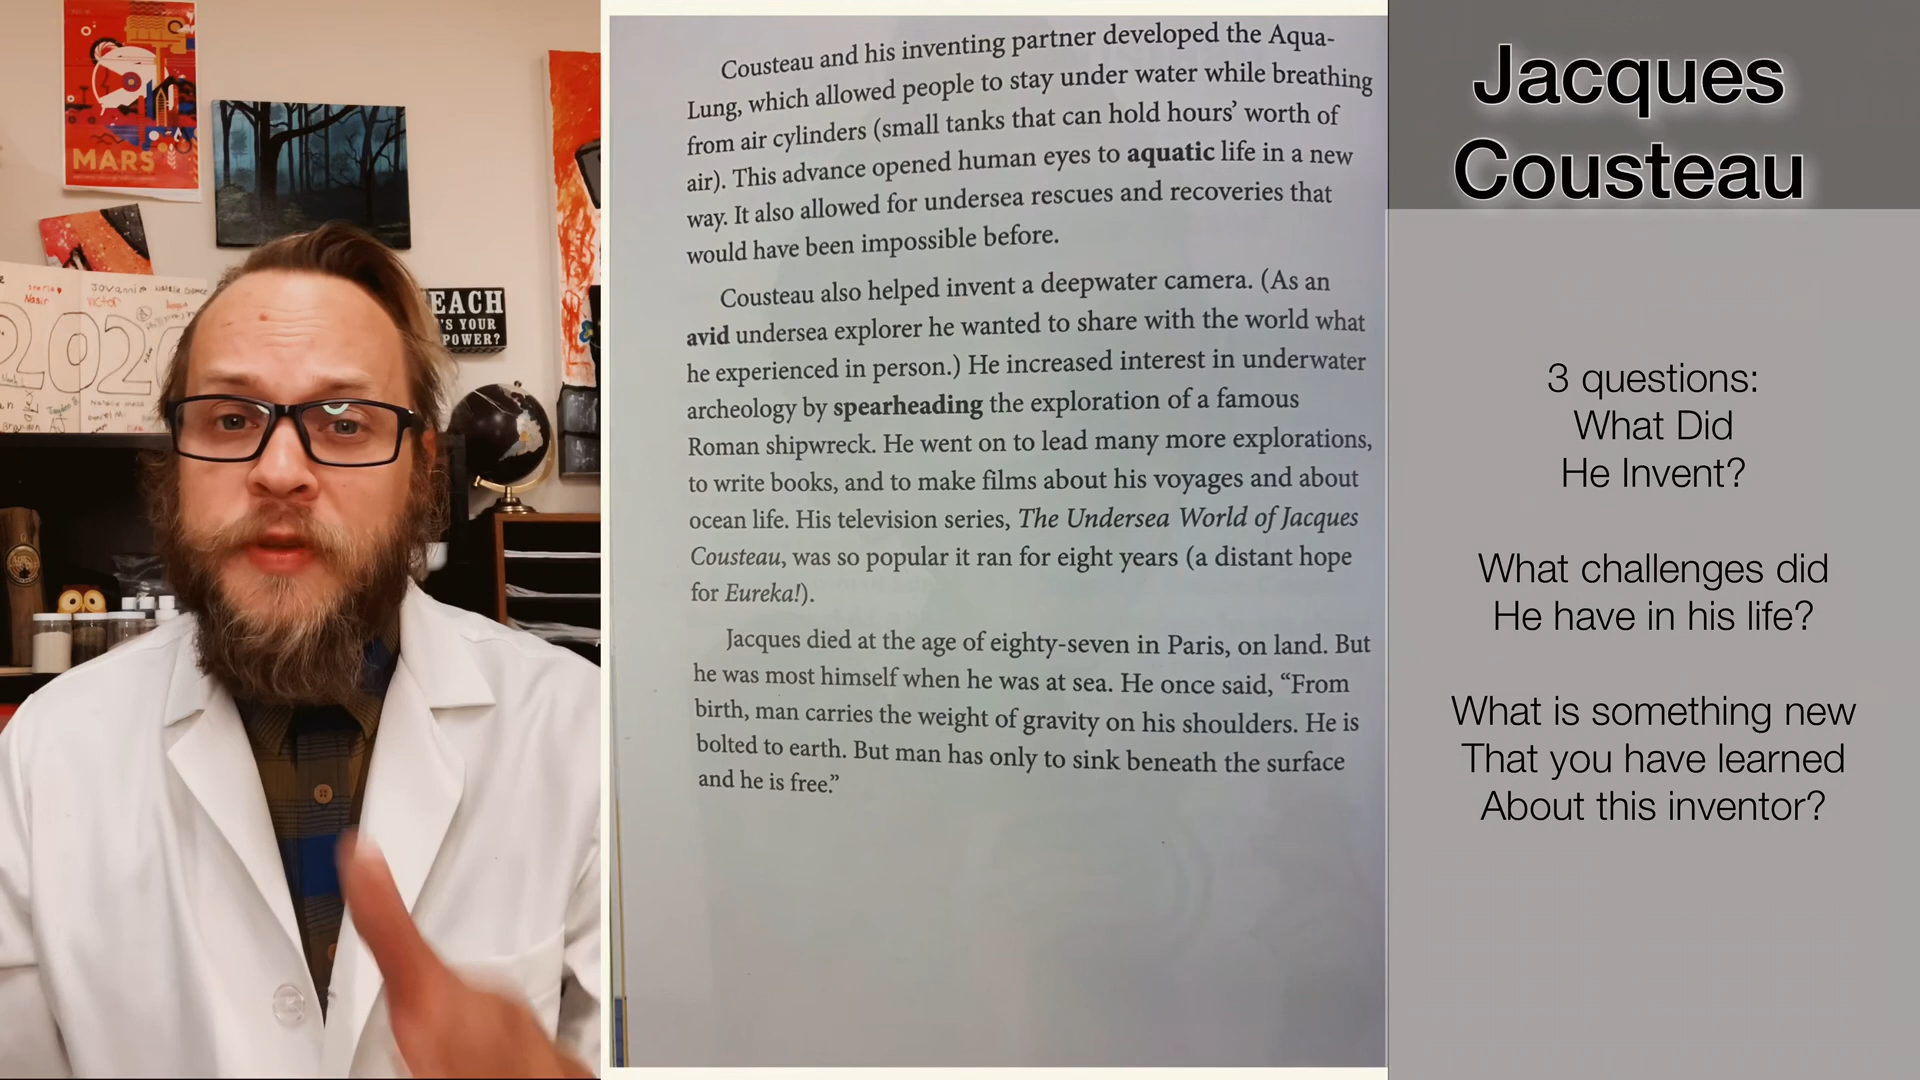 MARS
2020
Nasir
Jovanni
Victor
EACH
'S YOUR
POWER?
Cousteau and his inventing partner developed the Aqua-
Lung, which allowed people to stay under water while breathing
from air cylinders (small tanks that can hold hours' worth of
air). This advance opened human eyes to aquatic life in a new
way. It also allowed for undersea rescues and recoveries that
would have been impossible before.
Cousteau also helped invent a deepwater camera. (As an
avid undersea explorer he wanted to share with the world what
he experienced in person.) He increased interest in underwater
archeology by spearheading the exploration of a famous
Roman shipwreck. He went on to lead many more explorations,
to write books, and to make films about his voyages and about
ocean life. His television series, The Undersea World of Jacques
Cousteau, was so popular it ran for eight years (a distant hope
for Eureka!).
Jacques died at the age of eighty-seven in Paris, on land. But
he was most himself when he was at sea. He once said, “From
birth, man carries the weight of gravity on his shoulders. He is
bolted to earth. But man has only to sink beneath the surface
and he is free.”
Jacques
Cousteau
3 questions:
What Did
He Invent?
What challenges did
He have in his life?
What is something new
That you have learned
About this inventor?